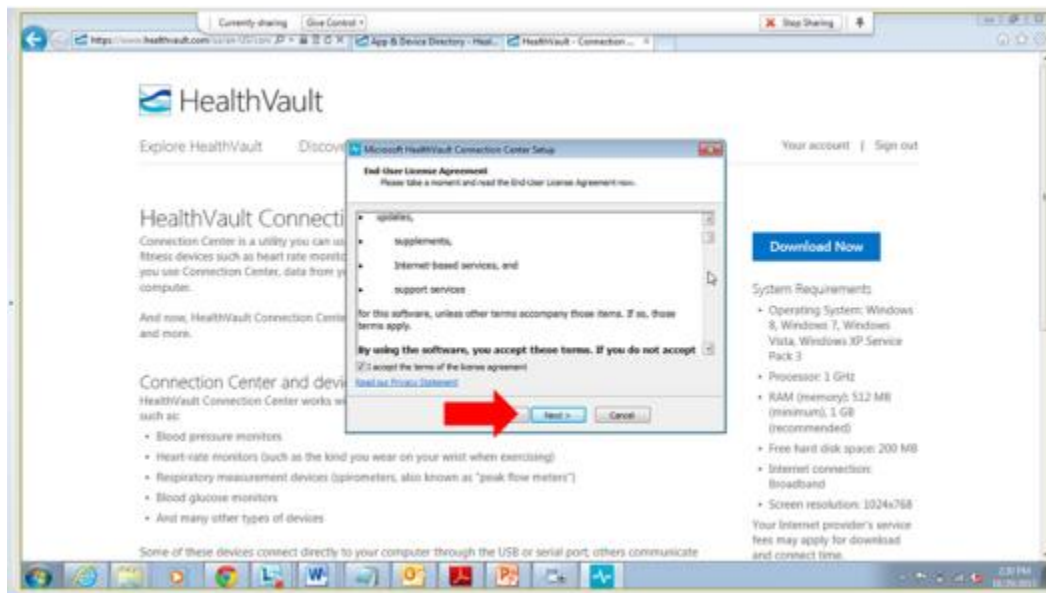 Currently sharing
Give Control
Stop Sharing
App & Device Directory - Heal...
HealthVault - Connection ...
HealthVault
Explore HealthVault
Discove
Your account | Sign out
Microsoft HealthVault Connection Center Setup
End-User License Agreement
Please take a moment and read the End-User License Agreement now.
• updates,
• supplements,
• Internet-based services, and
• support services
for this software, unless other terms accompany those items. If so, those
terms apply.
By using the software, you accept these terms. If you do not accept
I accept the terms of the license agreement
Read our Privacy Statement
Next >
Cancel
HealthVault Connecti
Connection Center is a utility you can us
fitness devices such as heart rate monito
you use Connection Center, data from y
computer.
And now, HealthVault Connection Cente
and more.
Connection Center and devi
HealthVault Connection Center works wi
such as:
• Blood pressure monitors
• Heart-rate monitors (such as the kind you wear on your wrist when exercising)
• Respiratory measurement devices (spirometers, also known as "peak flow meters")
• Blood glucose monitors
• And many other types of devices
Some of these devices connect directly to your computer through the USB or serial port; others communicate
Download Now
System Requirements
• Operating System: Windows
8, Windows 7, Windows
Vista, Windows XP Service
Pack 3
• Processor: 1 GHz
• RAM (memory): 512 MB
(minimum), 1 GB
(recommended)
• Free hard disk space: 200 MB
• Internet connection:
Broadband
• Screen resolution: 1024x768
Your Internet provider's service
fees may apply for download
and connect time.